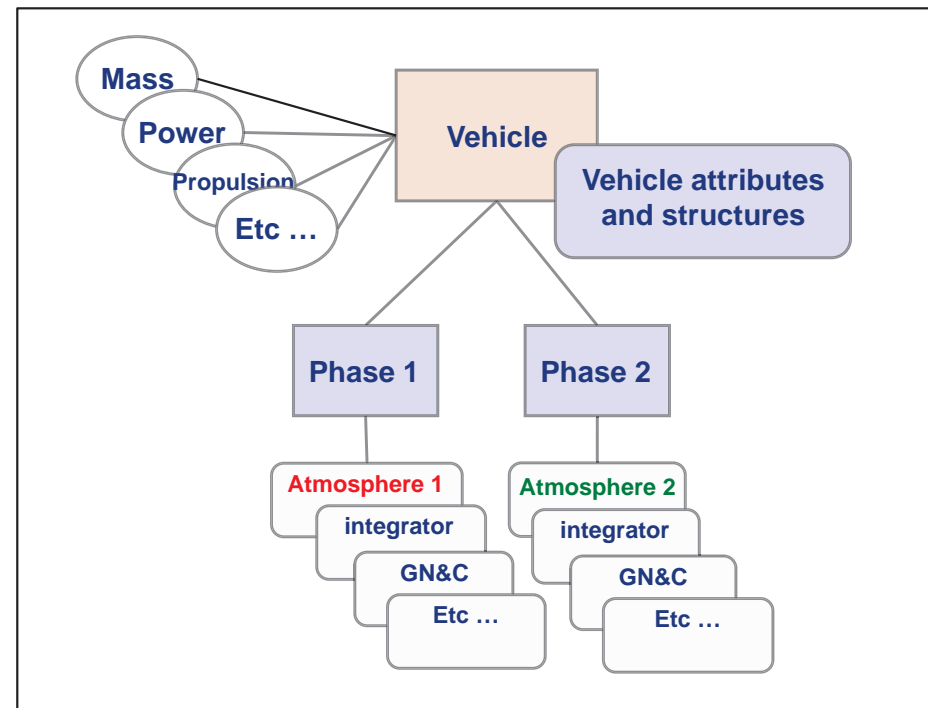 Mass
Power
Propulsion
Etc …
Vehicle
Vehicle attributes
and structures
Phase 1
Phase 2
Atmosphere 1
integrator
GN&C
Etc …
Atmosphere 2
integrator
GN&C
Etc …